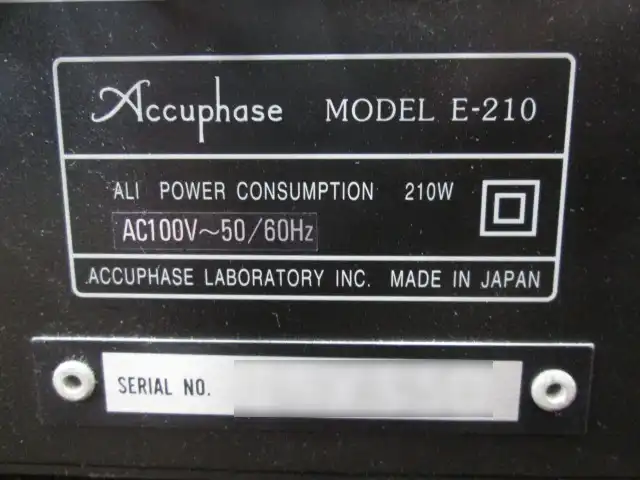 Accuphase MODEL E-210
ALI POWER CONSUMPTION 210W
AC100V~50/60Hz
ACCUPHASE LABORATORY INC. MADE IN JAPAN
SERIAL NO.